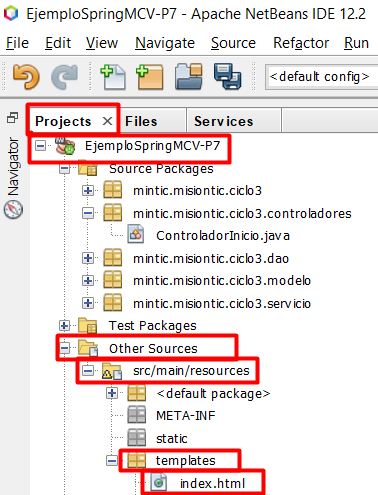 EjemploSpringMCV-P7 - Apache NetBeans IDE 12.2
File Edit View Navigate Source Refactor Run
<default config>
Projects Files Services
Navigator
EjemploSpringMCV-P7
Source Packages
mintic.misiontic.ciclo3
mintic.misiontic.ciclo3.controladores
ControladorInicio.java
mintic.misiontic.ciclo3.dao
mintic.misiontic.ciclo3.modelo
mintic.misiontic.ciclo3.servicio
Test Packages
Other Sources
src/main/resources
<default package>
META-INF
static
templates
index.html